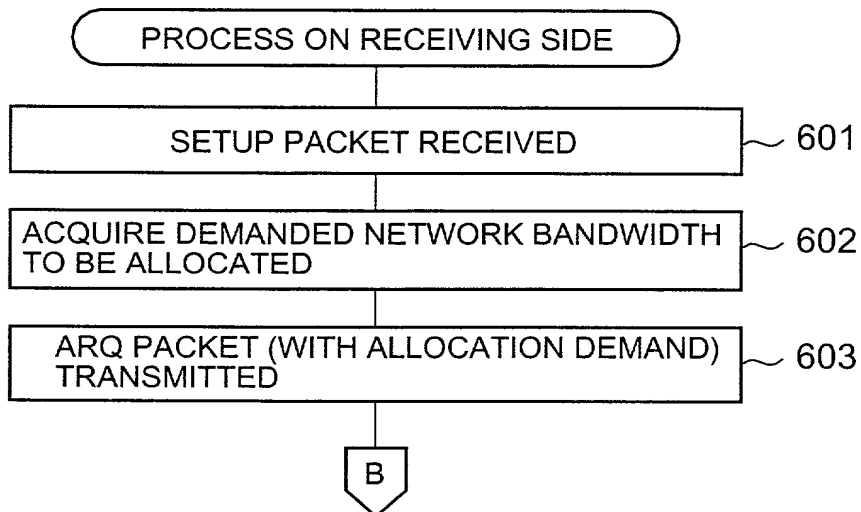 PROCESS ON RECEIVING SIDE
SETUP PACKET RECEIVED
601
ACQUIRE DEMANDED NETWORK BANDWIDTH
TO BE ALLOCATED
602
ARQ PACKET (WITH ALLOCATION DEMAND)
TRANSMITTED
603
B